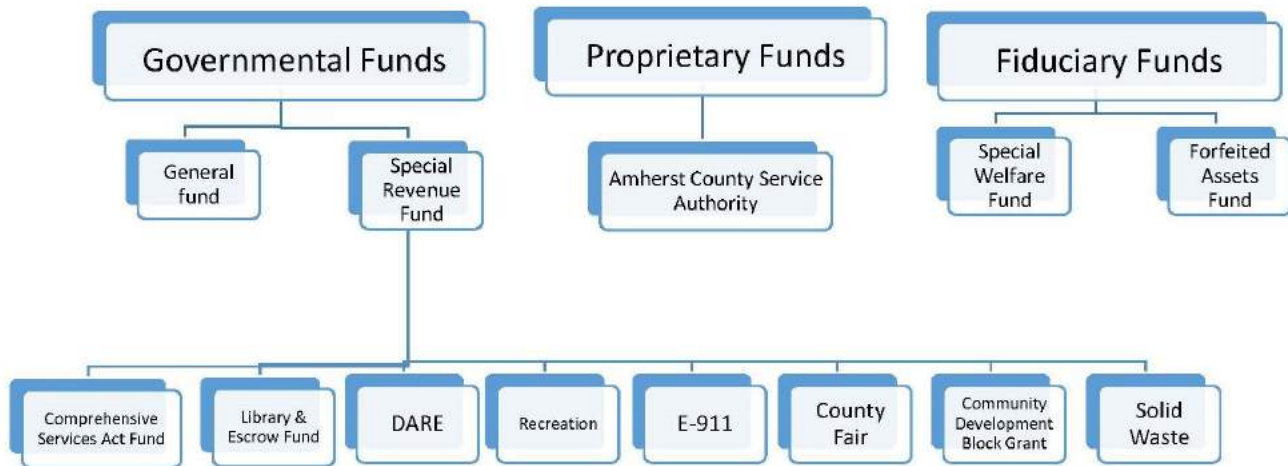 Governmental Funds
Proprietary Funds
Fiduciary Funds
General
fund
Special
Revenue
Fund
Amherst County Service
Authority
Special
Welfare
Fund
Forfeited
Assets
Fund
Comprehensive
Services Act Fund
Library &
Escrow Fund
DARE
Recreation
E-911
County
Fair
Community
Development
Block Grant
Solid
Waste